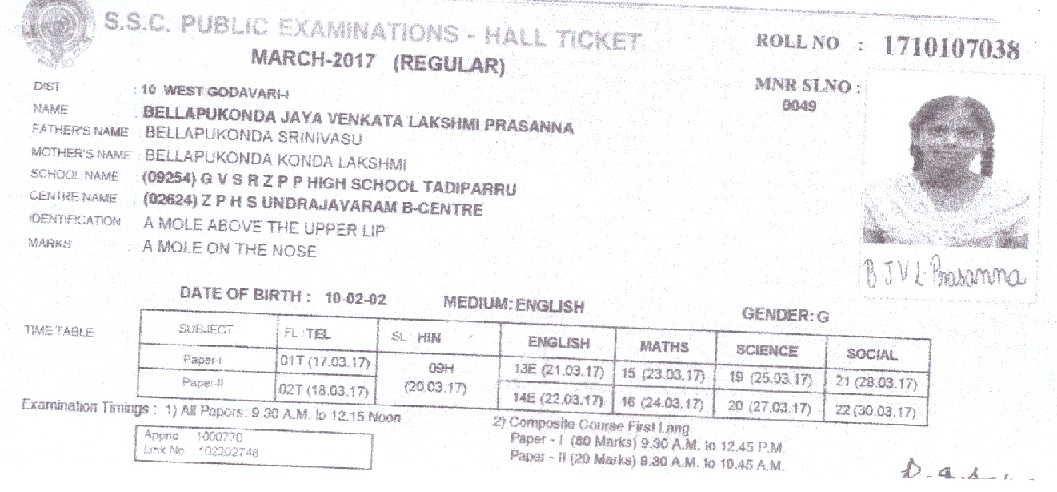 S.S.C. PUBLIC EXAMINATIONS - HALL TICKET
MARCH-2017 (REGULAR)
ROLL NO : 1710107038
MNR SLNO : 0049
DIST : 10 WEST GODAVARI
NAME : BELLAPUKONDA JAYA VENKATA LAKSHMI PRASANNA
FATHER'S NAME BELLAPUKONDA SRINIVASU
MOTHER'S NAME : BELLAPUKONDA KONDA LAKSHMI
SCHOOL NAME : (09254) G V S R Z P P HIGH SCHOOL TADIPARRU
CENTRE NAME : (02624) Z P H S UNDRAJAVARAM B-CENTRE
IDENTIFICATION A MOLE ABOVE THE UPPER LIP
MARKS : A MOLE ON THE NOSE
B J V L Prasanna
DATE OF BIRTH : 10-02-02 MEDIUM: ENGLISH GENDER: G
TIME TABLE
SUBJECT FL : TEL SL : HIN ENGLISH MATHS SCIENCE SOCIAL
Paper-I 01T (17.03.17) 09H (20.03.17) 13E (21.03.17) 15 (23.03.17) 19 (25.03.17) 21 (28.03.17)
Paper-II 02T (18.03.17) 14E (22.03.17) 16 (24.03.17) 20 (27.03.17) 22 (30.03.17)
Examination Timings : 1) All Papers: 9.30 A.M. to 12.15 Noon
2) Composite Course First Lang
Paper - I (80 Marks) 9.30 A.M. to 12.45 P.M.
Paper - II (20 Marks) 9.30 A.M. to 10.45 A.M.
1000770
102202748